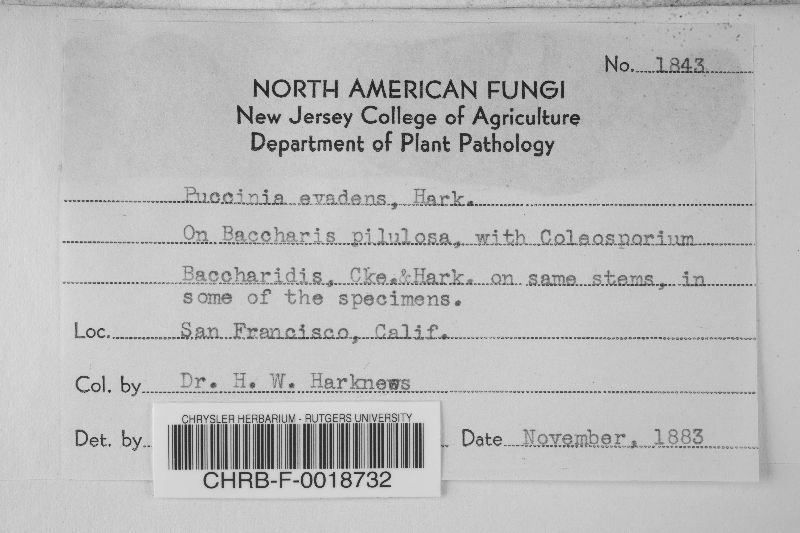 No. 1843
NORTH AMERICAN FUNGI
New Jersey College of Agriculture
Department of Plant Pathology
Puccinia evadens, Hark.
On Baccharis pilulosa, with Coleosporium
Baccharidis, Cke.&Hark. on same stems, in
some of the specimens.
Loc. San Francisco, Calif.
Col. by Dr. H. W. Harknews
Det. by Date November, 1883
CHRYSLER HERBARIUM - RUTGERS UNIVERSITY
CHRB-F-0018732